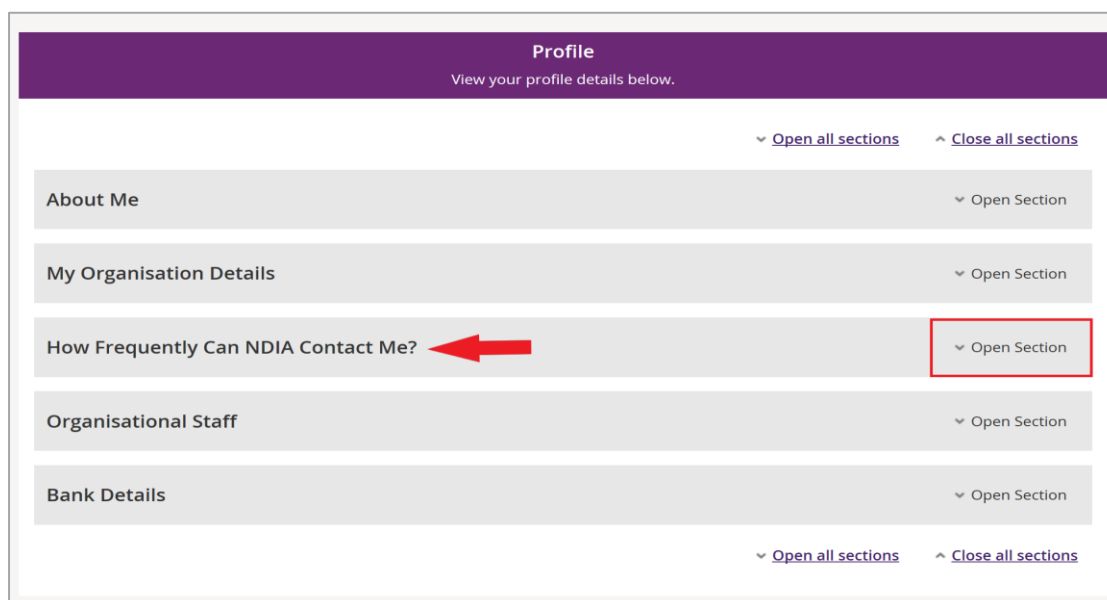 Profile
View your profile details below.
Open all sections Close all sections
About Me Open Section
My Organisation Details Open Section
How Frequently Can NDIA Contact Me? Open Section
Organisational Staff Open Section
Bank Details Open Section
Open all sections Close all sections